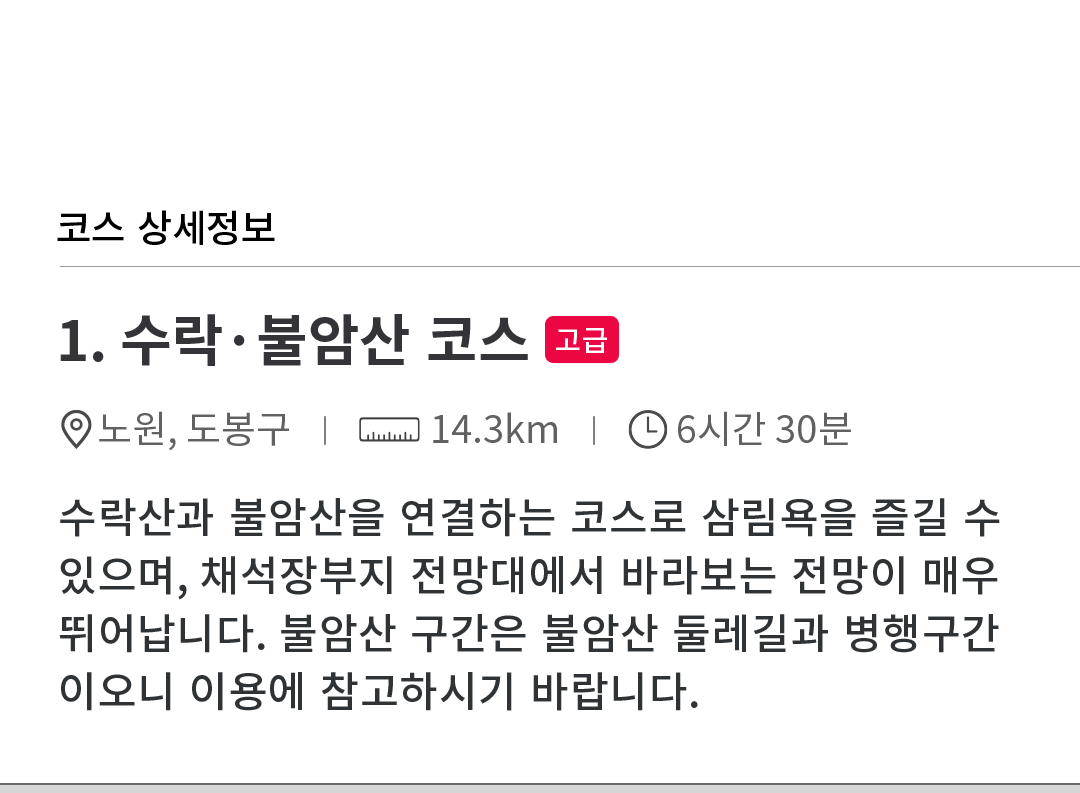 코스 상세정보
1. 수락·불암산 코스 고급
노원, 도봉구 | 14.3km | 6시간 30분
수락산과 불암산을 연결하는 코스로 삼림욕을 즐길 수
있으며, 채석장부지 전망대에서 바라보는 전망이 매우
뛰어납니다. 불암산 구간은 불암산 둘레길과 병행구간
이오니 이용에 참고하시기 바랍니다.